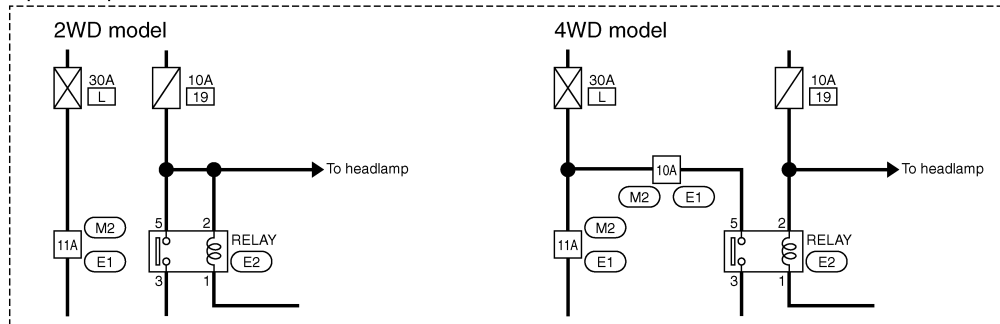 2WD model
4WD model
30A
L
10A
19
30A
L
10A
19
To headlamp
10A
To headlamp
M2
E1
11A
M2
E1
5
2
RELAY
E2
3
1
11A
M2
E1
5
2
RELAY
E2
3
1